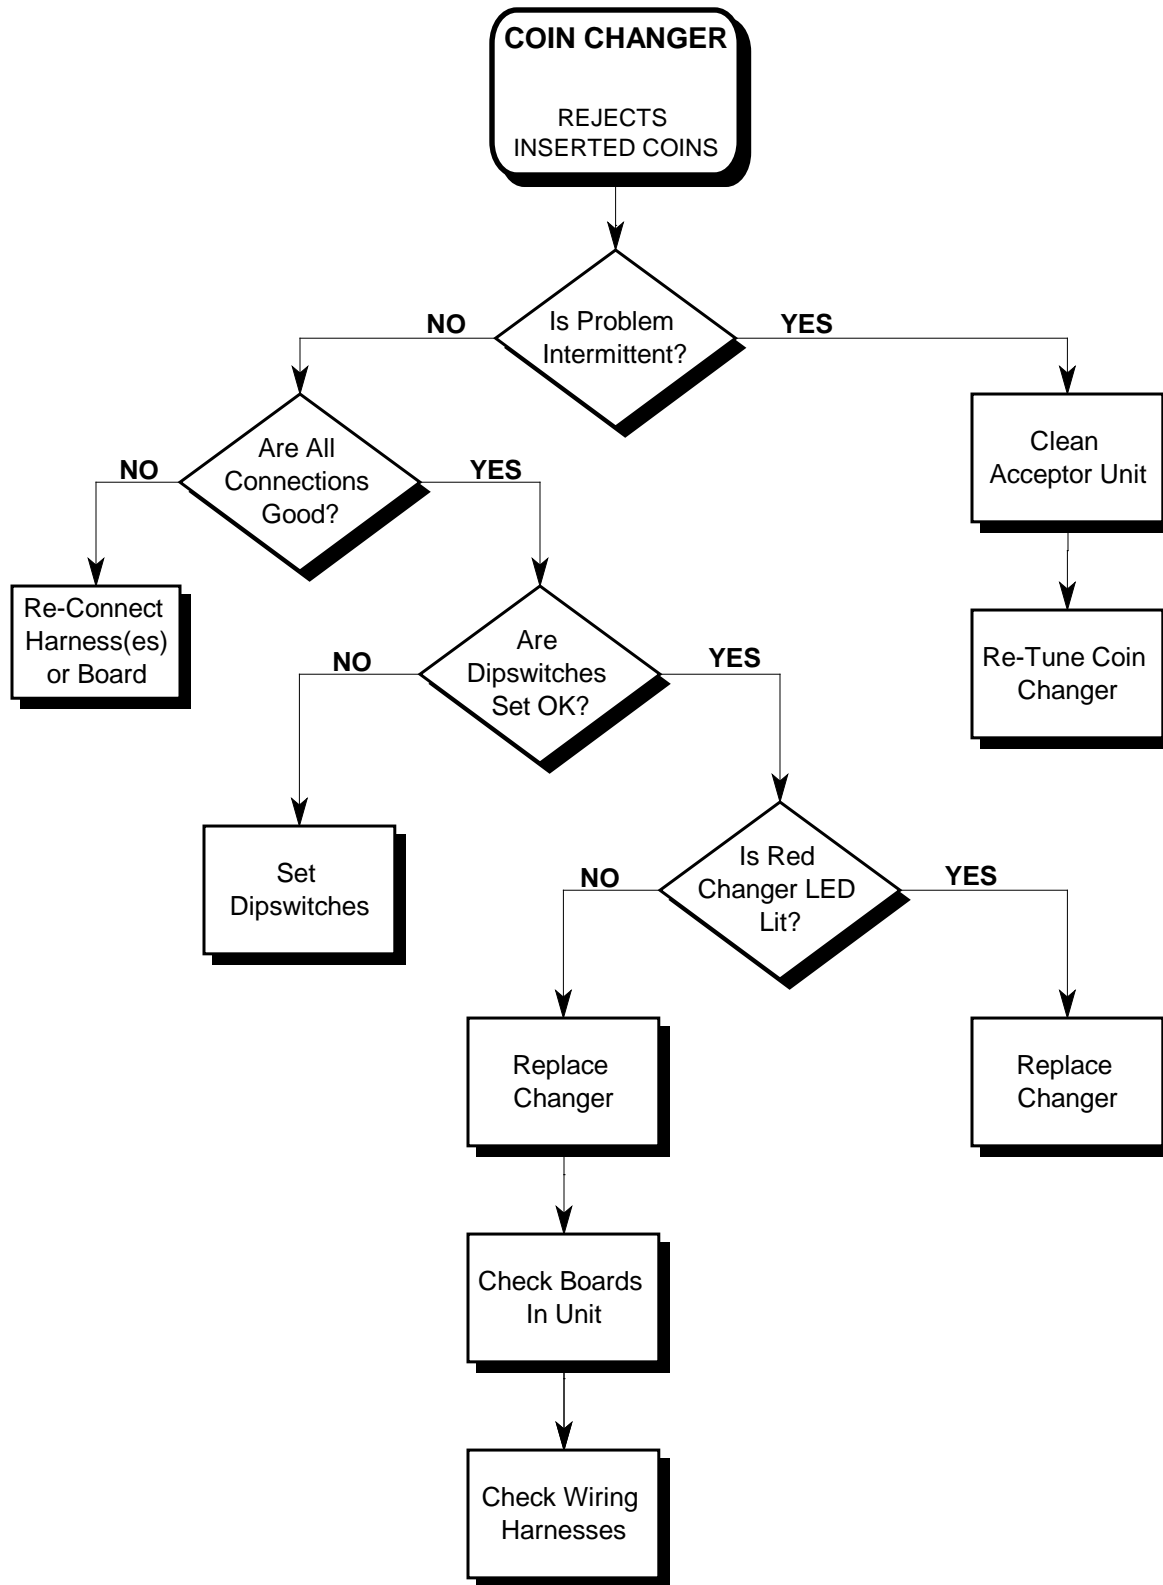 COIN CHANGER
REJECTS
INSERTED COINS
NO
Is Problem
Intermittent?
YES
NO
Are All
Connections
Good?
YES
Clean
Acceptor Unit
Re-Connect
Harness(es)
or Board
NO
Are
Dipswitches
Set OK?
YES
Re-Tune Coin
Changer
Set
Dipswitches
NO
Is Red
Changer LED
Lit?
YES
Replace
Changer
Replace
Changer
Check Boards
In Unit
Check Wiring
Harnesses